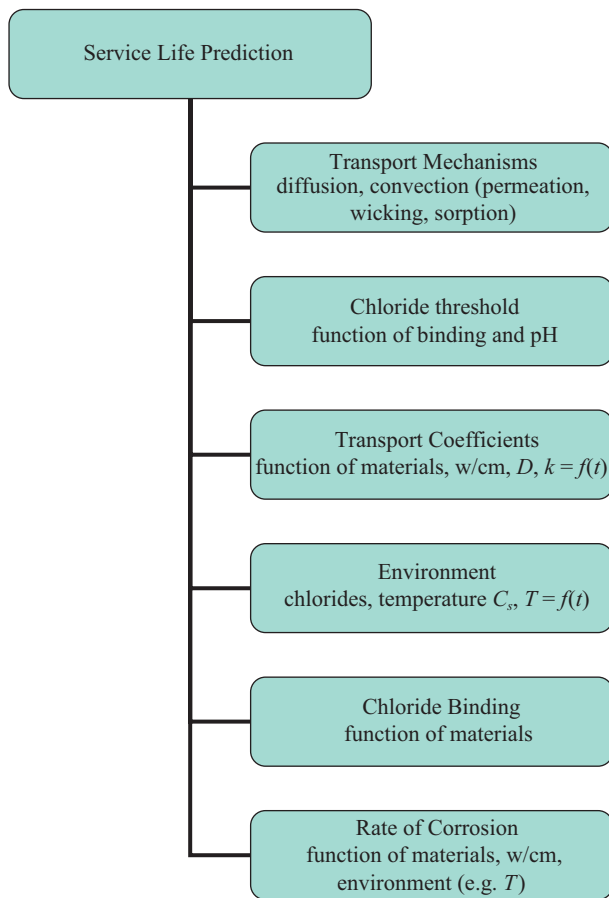 Service Life Prediction
Transport Mechanisms
diffusion, convection (permeation,
wicking, sorption)
Chloride threshold
function of binding and pH
Transport Coefficients
function of materials, w/cm, D, k = f(t)
Environment
chlorides, temperature Cₛ, T = f(t)
Chloride Binding
function of materials
Rate of Corrosion
function of materials, w/cm,
environment (e.g. T)